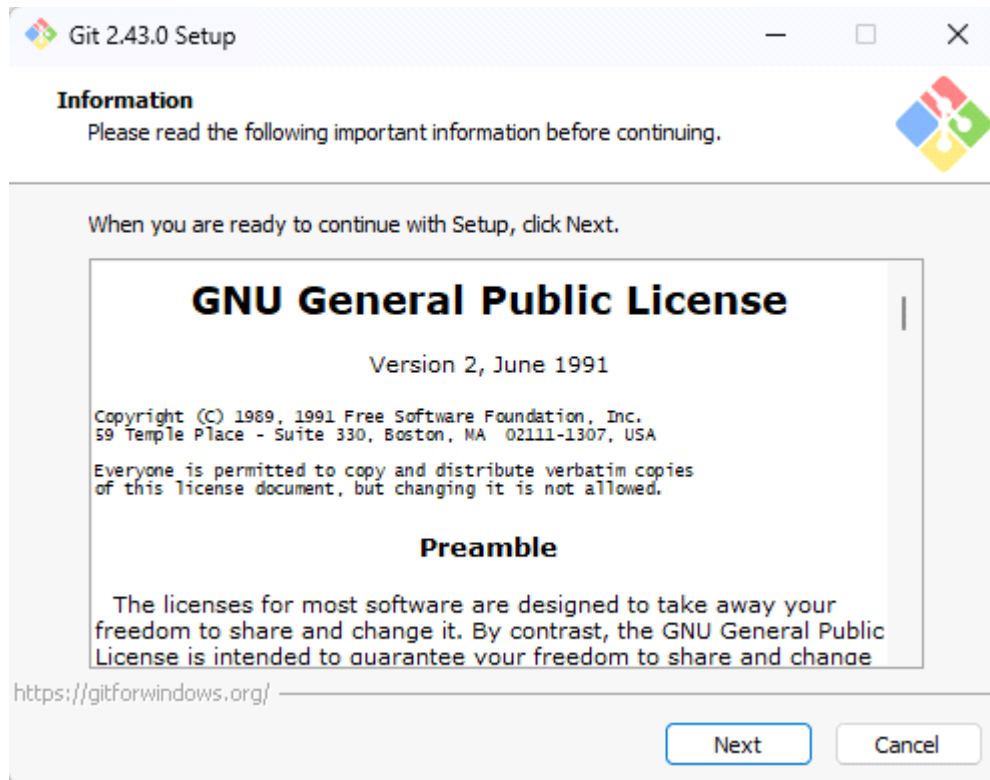 Git 2.43.0 Setup
Information
Please read the following important information before continuing.
When you are ready to continue with Setup, click Next.
GNU General Public License
Version 2, June 1991
Copyright (C) 1989, 1991 Free Software Foundation, Inc.
59 Temple Place - Suite 330, Boston, MA  02111-1307, USA
Everyone is permitted to copy and distribute verbatim copies
of this license document, but changing it is not allowed.
Preamble
The licenses for most software are designed to take away your
freedom to share and change it. By contrast, the GNU General Public
License is intended to guarantee your freedom to share and change
https://gitforwindows.org/
Next
Cancel